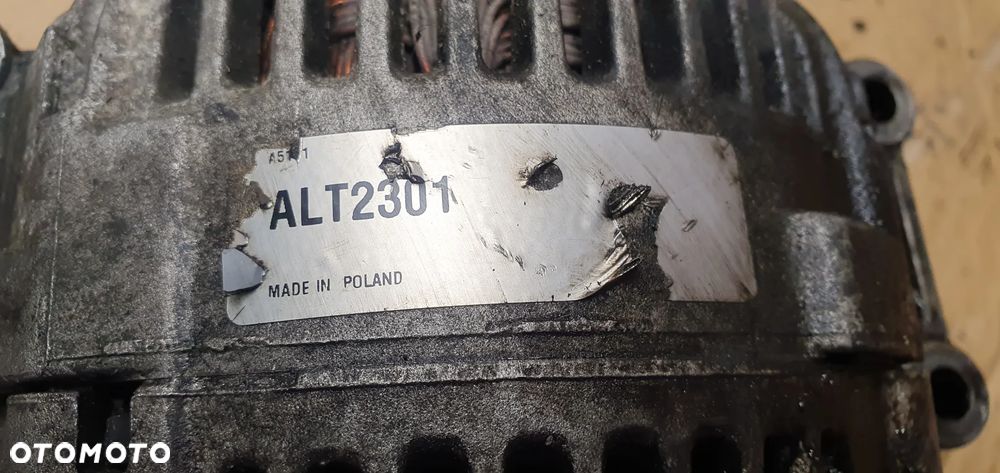 ALT2301
MADE IN POLAND
OTOMOTO